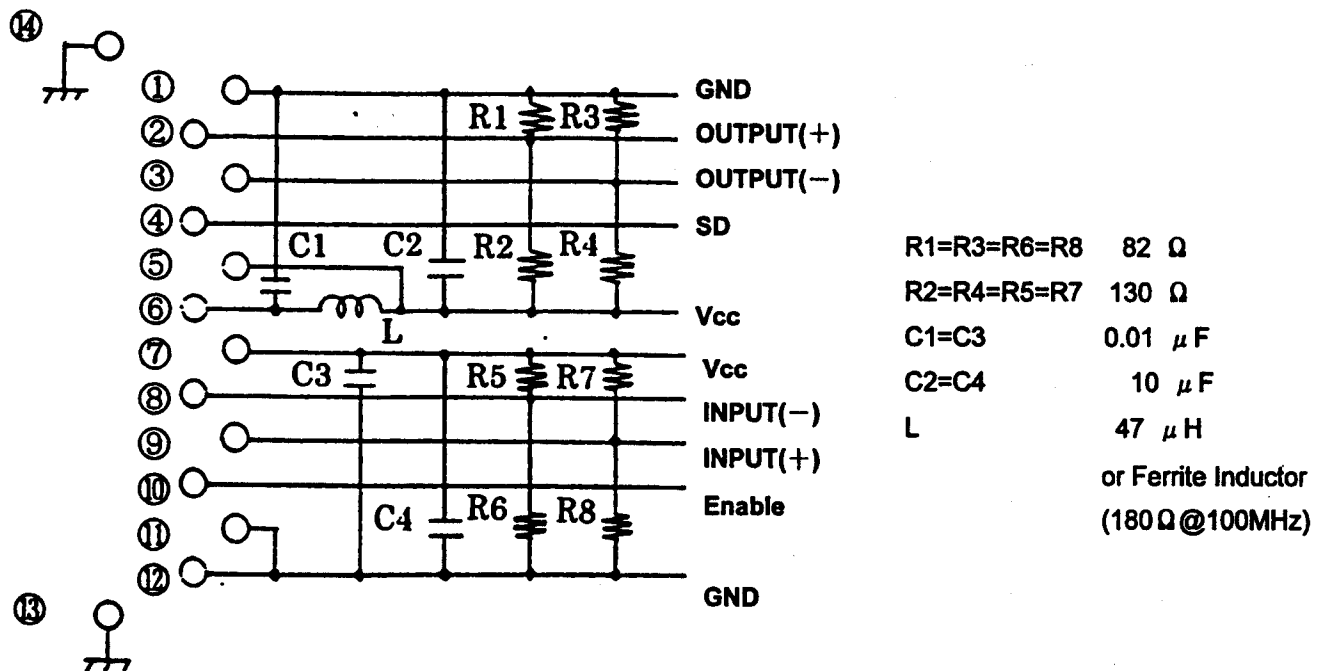 ⑭
① GND
R1 R3
② OUTPUT(+)
③ OUTPUT(−)
④ SD
C1 C2 R2 R4
⑤
⑥ Vcc
L
⑦ Vcc
C3 R5 R7
⑧ INPUT(−)
⑨ INPUT(+)
⑩ Enable
C4 R6 R8
⑪
⑫ GND
⑬
R1=R3=R6=R8 82 Ω
R2=R4=R5=R7 130 Ω
C1=C3 0.01 μF
C2=C4 10 μF
L 47 μH
or Ferrite Inductor
(180Ω@100MHz)